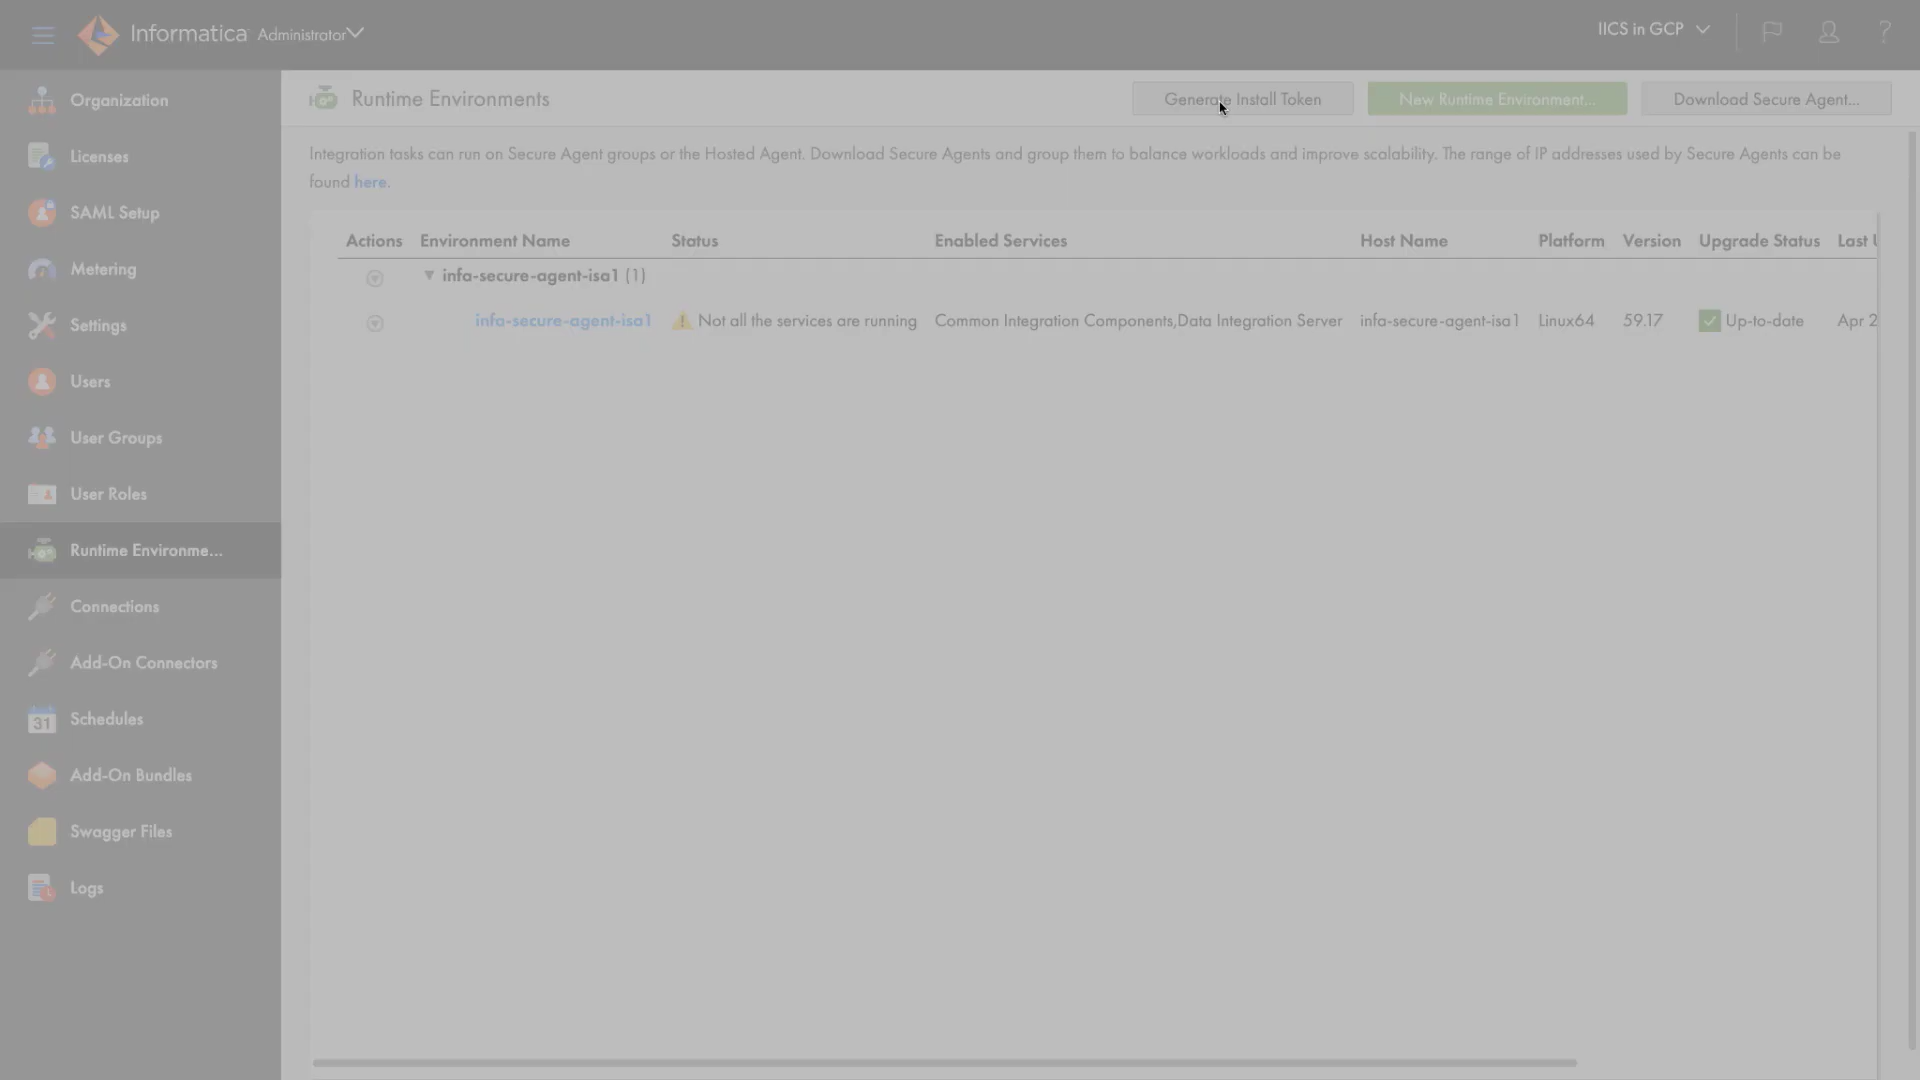 Informatica Administrator
IICS in GCP
?
Organization
Licenses
SAML Setup
Metering
Settings
Users
User Groups
User Roles
Runtime Environme...
Connections
Add-On Connectors
31
Schedules
Add-On Bundles
Swagger Files
Logs
Runtime Environments
Generate Install Token
New Runtime Environment...
Download Secure Agent...
Integration tasks can run on Secure Agent groups or the Hosted Agent. Download Secure Agents and group them to balance workloads and improve scalability. The range of IP addresses used by Secure Agents can be
found here.
Actions Environment Name Status Enabled Services Host Name Platform Version Upgrade Status Last U
infa-secure-agent-isa1 (1)
infa-secure-agent-isa1 Not all the services are running Common Integration Components,Data Integration Server infa-secure-agent-isa1 Linux64 59.17 Up-to-date Apr 2